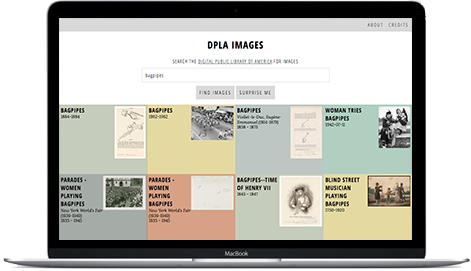 ABOUT CREDITS
DPLA IMAGES
SEARCH THE DIGITAL PUBLIC LIBRARY OF AMERICA FOR IMAGES
bagpipes
FIND IMAGES
SURPRISE ME
BAGPIPES
1884-1894
BAGPIPES
1902-1962
BAGPIPES
Viollet-le-Duc, Eugène-
Emmanuel (1814-1879)
1858 - 1875
WOMAN TRIES
BAGPIPES
1942-07-11
PARADES -
WOMEN
PLAYING
BAGPIPES
New York World's Fair
(1939-1940)
1935 - 1945
PARADES -
WOMEN
PLAYING
BAGPIPES
New York World's Fair
(1939-1940)
1935 - 1945
BAGPIPES--TIME
OF HENRY VII
1845 - 1847
BLIND STREET
MUSICIAN
PLAYING
BAGPIPES
1750-1820
MacBook